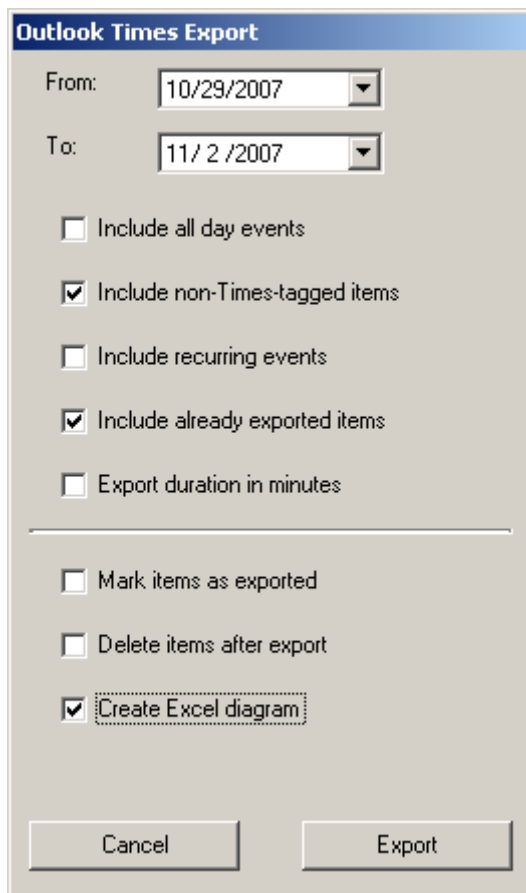 Outlook Times Export
From: 10/29/2007
To: 11/ 2 /2007
Include all day events
Include non-Times-tagged items
Include recurring events
Include already exported items
Export duration in minutes
Mark items as exported
Delete items after export
Create Excel diagram
Cancel Export